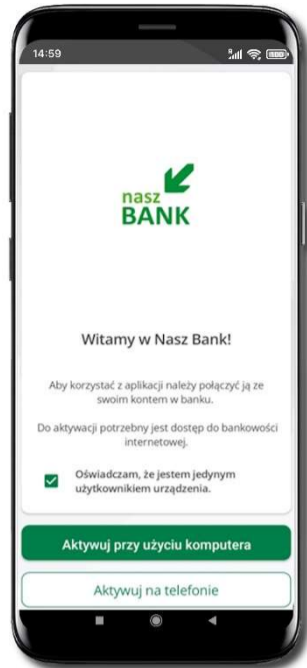 14:59
nasz
BANK
Witamy w Nasz Bank!
Aby korzystać z aplikacji należy połączyć ją ze
swoim kontem w banku.
Do aktywacji potrzebny jest dostęp do bankowości
internetowej.
Oświadczam, że jestem jedynym
użytkownikiem urządzenia.
Aktywuj przy użyciu komputera
Aktywuj na telefonie